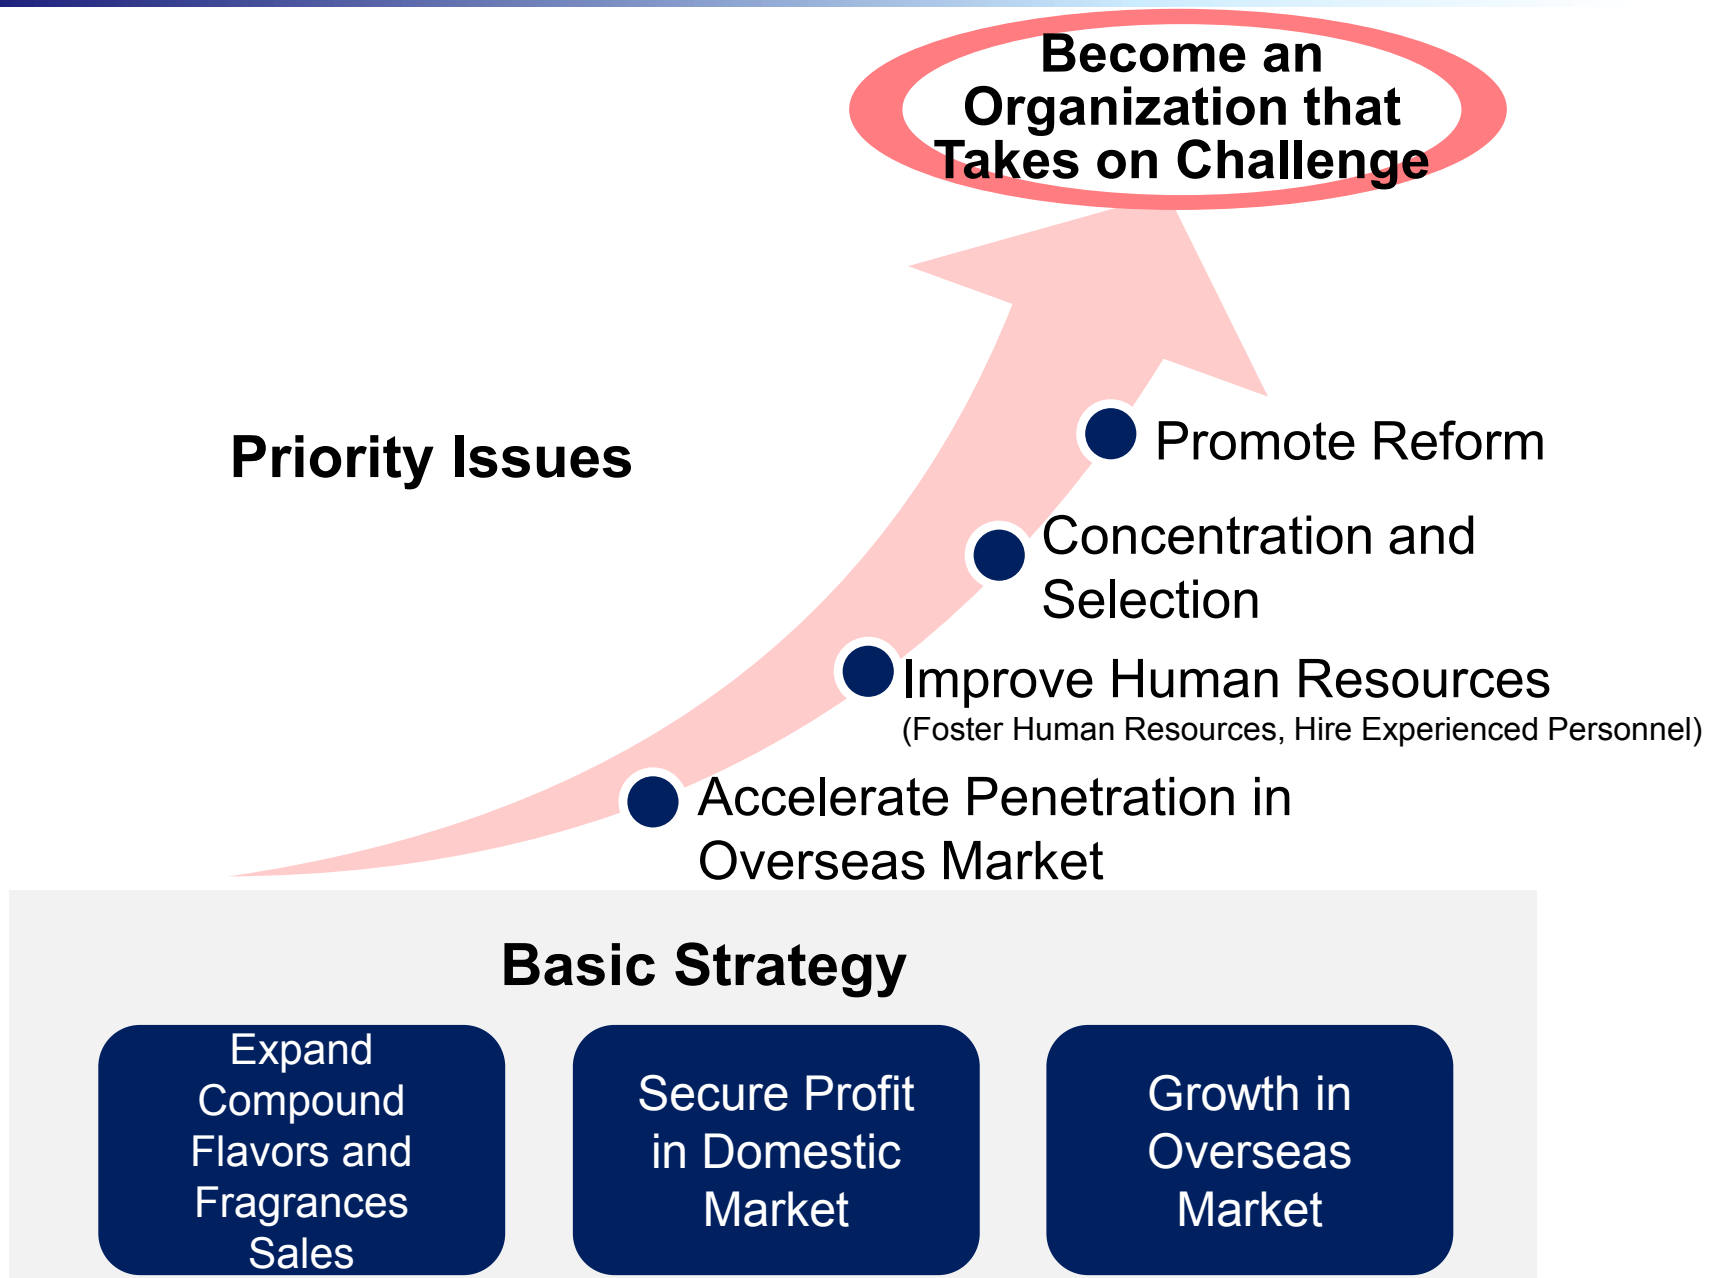 Become an
Organization that
Takes on Challenge
Priority Issues
Promote Reform
Concentration and
Selection
Improve Human Resources
(Foster Human Resources, Hire Experienced Personnel)
Accelerate Penetration in
Overseas Market
Basic Strategy
Expand
Compound
Flavors and
Fragrances
Sales
Secure Profit
in Domestic
Market
Growth in
Overseas
Market